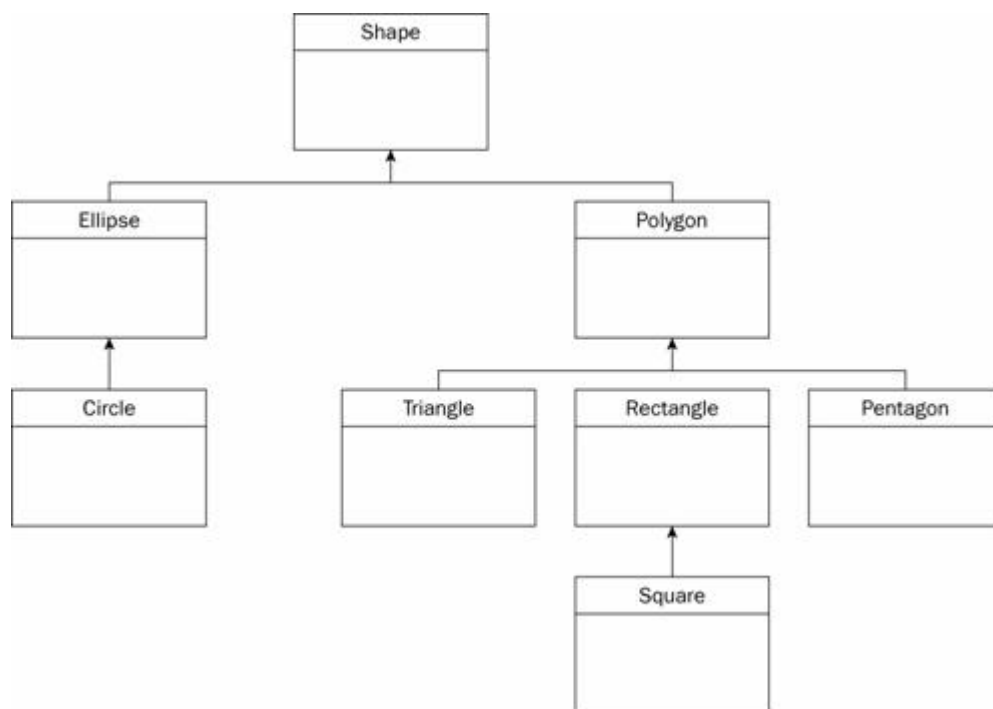 Shape
Ellipse
Polygon
Circle
Triangle
Rectangle
Pentagon
Square